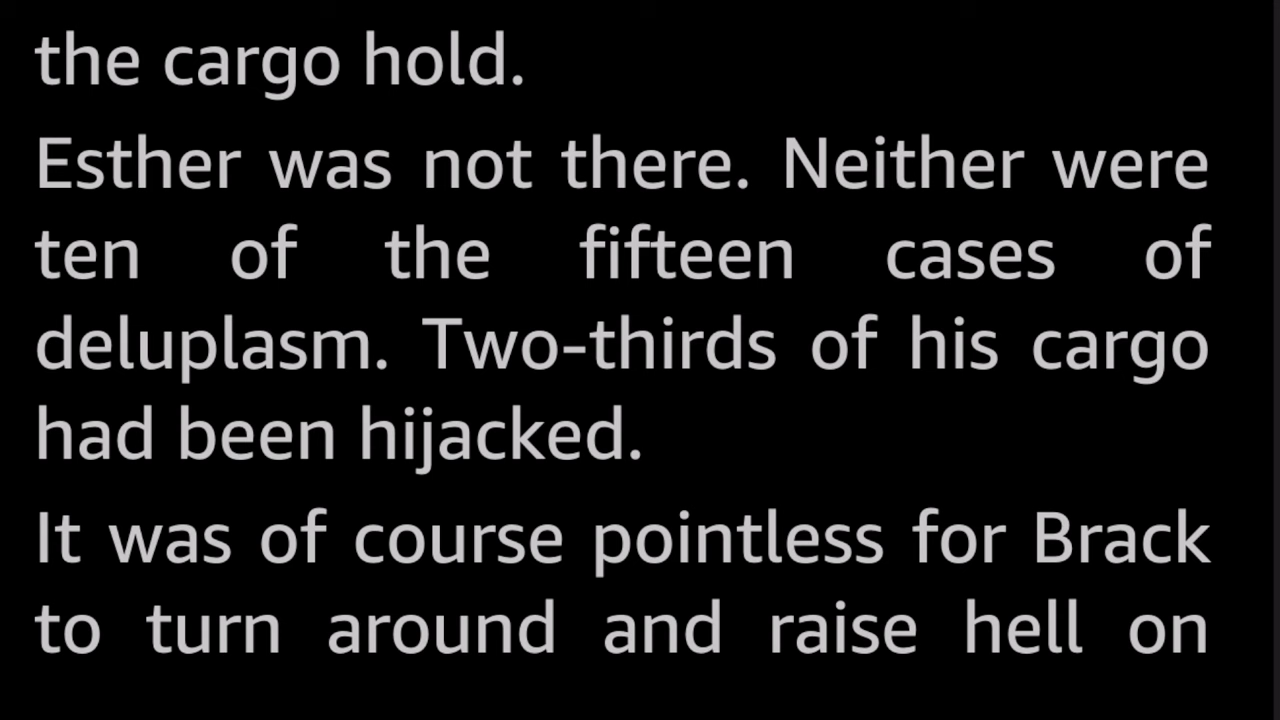 the cargo hold.
Esther was not there. Neither were
ten of the fifteen cases of
deluplasm. Two-thirds of his cargo
had been hijacked.
It was of course pointless for Brack
to turn around and raise hell on